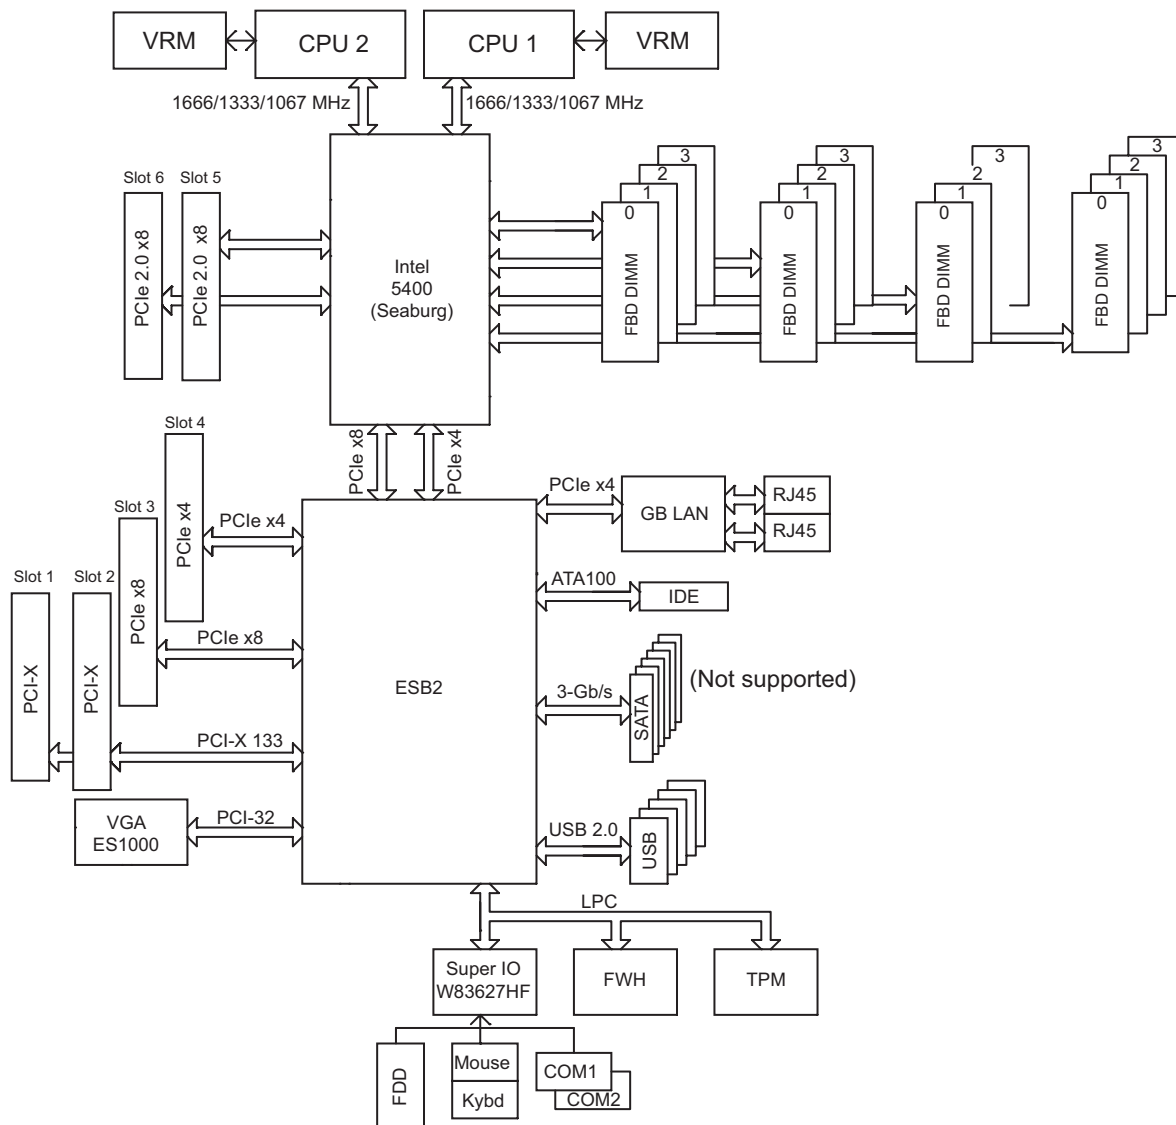 VRM
CPU 2
CPU 1
VRM
1666/1333/1067 MHz
1666/1333/1067 MHz
Slot 6
Slot 5
PCIe 2.0 x8
PCIe 2.0 x8
Intel
5400
(Seaburg)
3
2
1
0
FBD DIMM
3
2
1
0
FBD DIMM
3
2
1
0
FBD DIMM
3
2
1
0
FBD DIMM
PCIe x8
PCIe x4
Slot 4
PCIe x4
PCIe x4
Slot 3
PCIe x8
PCIe x8
Slot 1
Slot 2
PCI-X
PCI-X
PCI-X 133
VGA
ES1000
PCI-32
ESB2
PCIe x4
GB LAN
RJ45
RJ45
ATA100
IDE
3-Gb/s
SATA
(Not supported)
USB 2.0
USB
LPC
Super IO
W83627HF
FWH
TPM
FDD
Mouse
Kybd
COM1
COM2